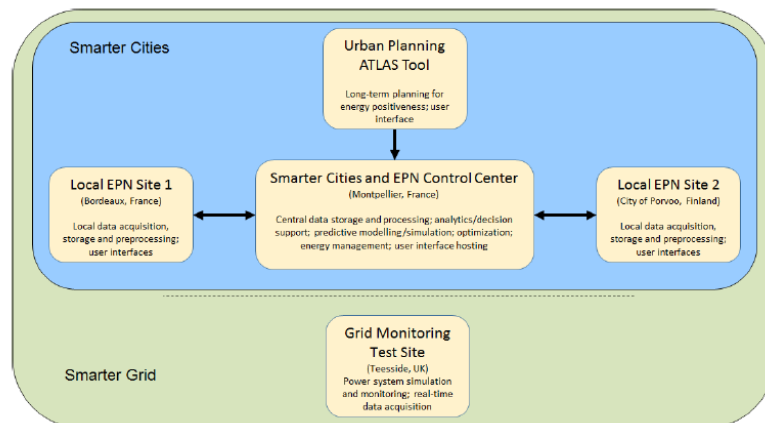 Smarter Cities
Urban Planning
ATLAS Tool
Long-term planning for
energy positiveness; user
interface
Local EPN Site 1
(Bordeaux, France)
Local data acquisition,
storage and preprocessing;
user interfaces
Smarter Cities and EPN Control Center
(Montpellier, France)
Central data storage and processing; analytics/decision
support; predictive modelling/simulation; optimization;
energy management; user interface hosting
Local EPN Site 2
(City of Porvoo, Finland)
Local data acquisition,
storage and preprocessing;
user interfaces
Smarter Grid
Grid Monitoring
Test Site
(Teesside, UK)
Power system simulation
and monitoring; real-time
data acquisition